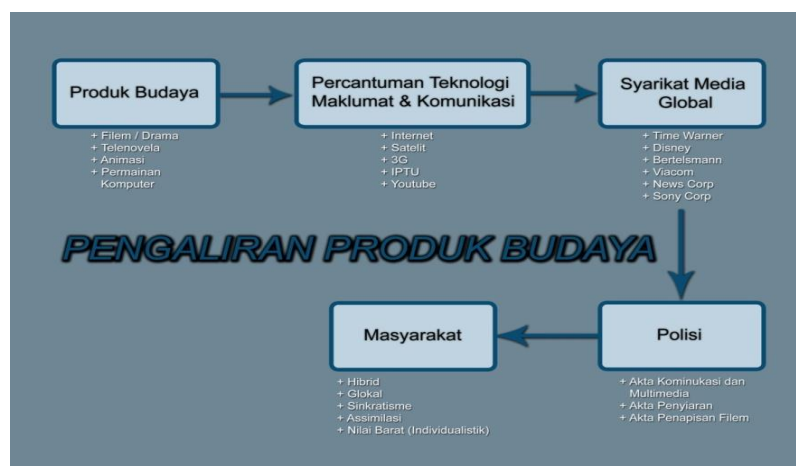 Produk Budaya
+ Filem / Drama
+ Telenovela
+ Animasi
+ Permainan
Komputer
Percantuman Teknologi
Maklumat & Komunikasi
+ Internet
+ Satelit
+ 3G
+ IPTU
+ Youtube
Syarikat Media
Global
+ Time Warner
+ Disney
+ Bertelsmann
+ Viacom
+ News Corp
+ Sony Corp
PENGALIRAN PRODUK BUDAYA
Masyarakat
+ Hibrid
+ Glokal
+ Sinkratisme
+ Assimilasi
+ Nilai Barat (Individualistik)
Polisi
+ Akta Kominukasi dan
Multimedia
+ Akta Penyiaran
+ Akta Penapisan Filem